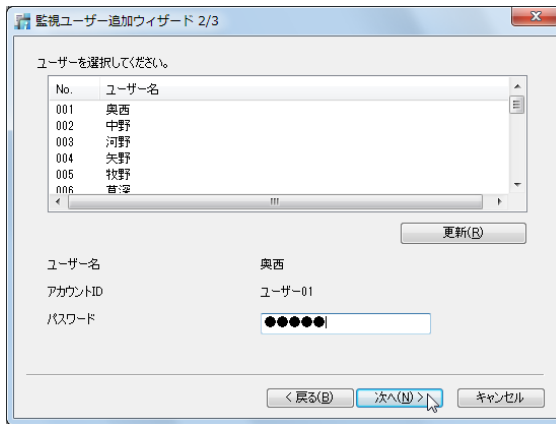 監視ユーザー追加ウィザード 2/3
ユーザーを選択してください。
No. ユーザー名
001 奥西
002 中野
003 河野
004 矢野
005 牧野
006 草深
更新(R)
ユーザー名 奥西
アカウントID ユーザー01
パスワード ●●●●●
< 戻る(B) 次へ(N) > キャンセル